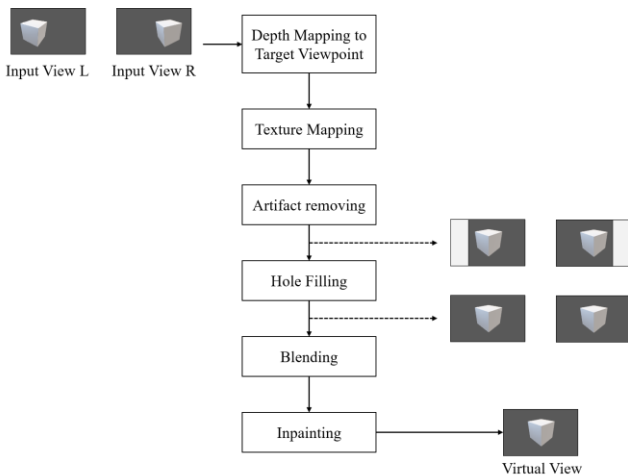 Depth Mapping to
Target Viewpoint
Input View L
Input View R
Texture Mapping
Artifact removing
Hole Filling
Blending
Inpainting
Virtual View